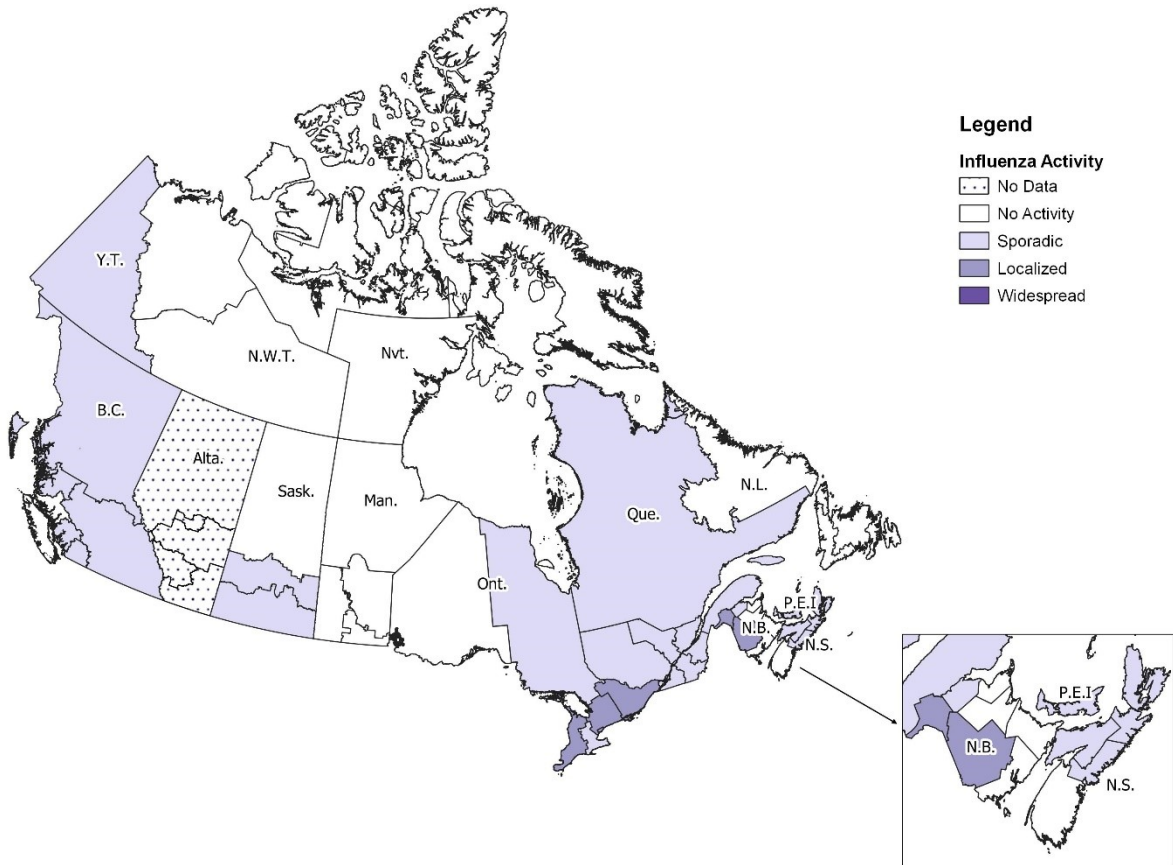 Legend
Influenza Activity
No Data
No Activity
Sporadic
Localized
Widespread
Y.T.
N.W.T.
Nvt.
B.C.
Alta.
Sask.
Man.
Ont.
Que.
N.L.
P.E.I
N.B.
N.S.
P.E.I
N.B.
N.S.